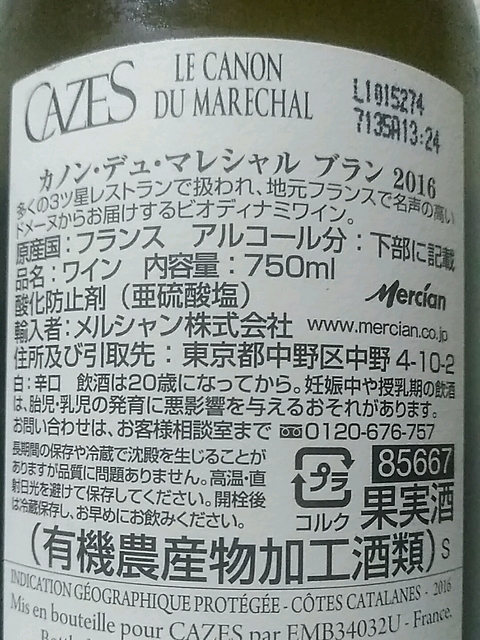 CAZES
LE CANON
DU MARECHAL
L1015274
7135A13:24
カノン・デュ・マレシャル ブラン 2016
多くの3ツ星レストランで扱われ、地元フランスで名声の高い
ドメーヌからお届けするビオディナミワイン。
原産国：フランス　アルコール分：下部に記載
品名：ワイン　内容量：750ml
酸化防止剤（亜硫酸塩）
Mercian
輸入者：メルシャン株式会社 www.mercian.co.jp
住所及び引取先：東京都中野区中野4-10-2
白：辛口　飲酒は20歳になってから。妊娠中や授乳期の飲酒
は、胎児・乳児の発育に悪影響を与えるおそれがあります。
お問い合わせは、お客様相談室まで 0120-676-757
長期間の保存や冷蔵で沈殿を生じることが
ありますが品質に問題ありません。高温・直
射日光を避けて保存してください。開栓後
は冷蔵保存し、お早めにお飲みください。
プラ
コルク
85667
果実酒
（有機農産物加工酒類）S
INDICATION GÉOGRAPHIQUE PROTÉGÉE - CÔTES CATALANES - 2016
Mis en bouteille pour CAZES par EMB34032U - France.